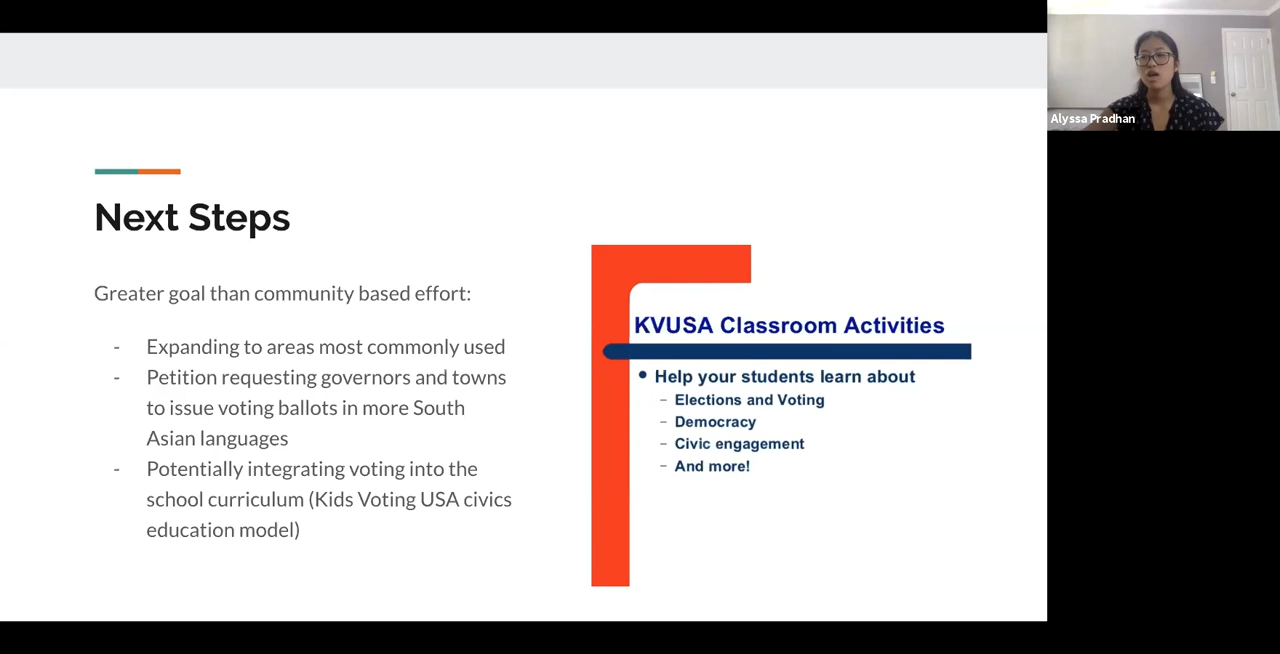 Next Steps
Greater goal than community based effort:
- Expanding to areas most commonly used
- Petition requesting governors and towns
to issue voting ballots in more South
Asian languages
- Potentially integrating voting into the
school curriculum (Kids Voting USA civics
education model)
KVUSA Classroom Activities
• Help your students learn about
– Elections and Voting
– Democracy
– Civic engagement
– And more!
Alyssa Pradhan